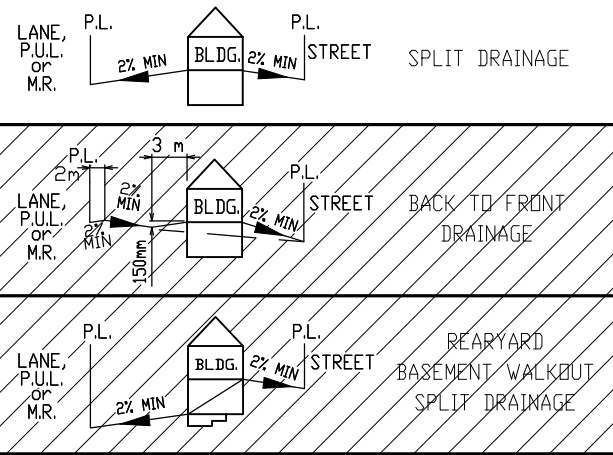 P.L.
P.L.
LANE,
P.U.L.
or
M.R.
2% MIN
BLDG.
2% MIN
STREET
SPLIT DRAINAGE
3 m
P.L.
2m
2%
MIN
P.L.
LANE,
P.U.L.
or
M.R.
2%
MIN
BLDG.
2% MIN
STREET
150mm
BACK TO FRONT
DRAINAGE
P.L.
P.L.
LANE,
P.U.L.
or
M.R.
BLDG.
2% MIN
STREET
2% MIN
REARYARD
BASEMENT WALKOUT
SPLIT DRAINAGE